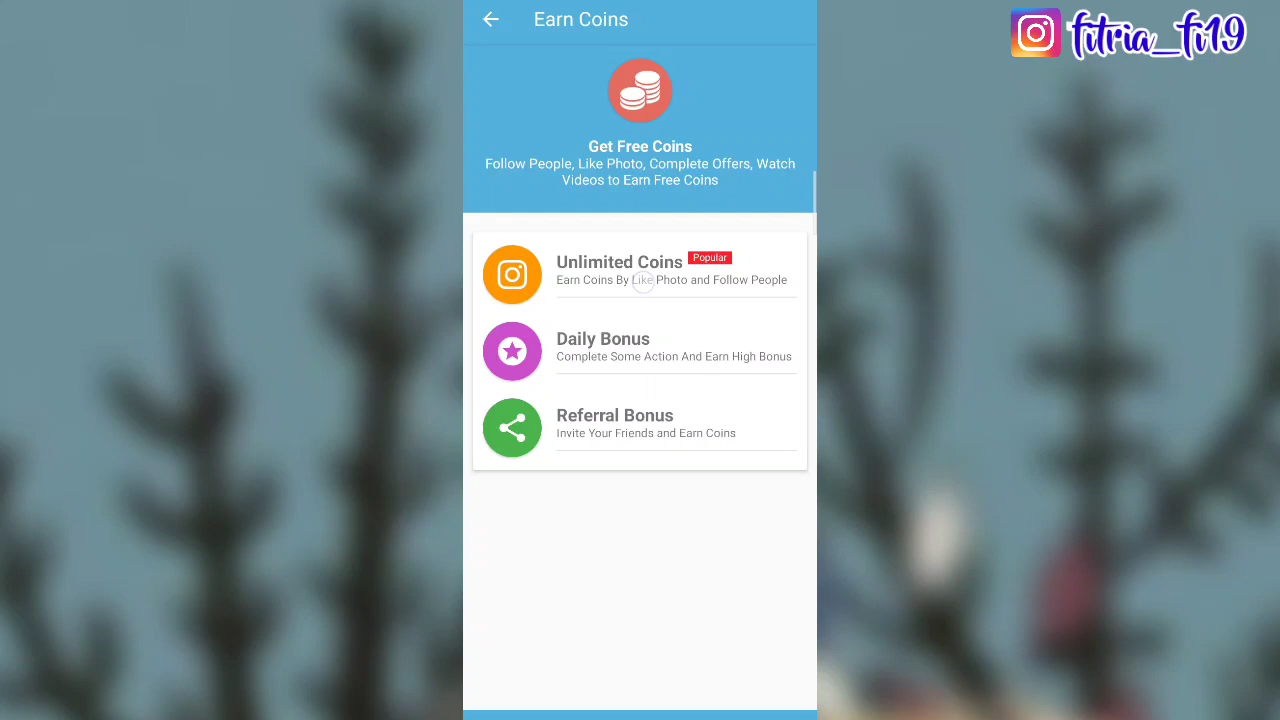 Earn Coins
fitria_fi19
Get Free Coins
Follow People, Like Photo, Complete Offers, Watch
Videos to Earn Free Coins
Unlimited Coins Popular
Earn Coins By Like Photo and Follow People
Daily Bonus
Complete Some Action And Earn High Bonus
Referral Bonus
Invite Your Friends and Earn Coins